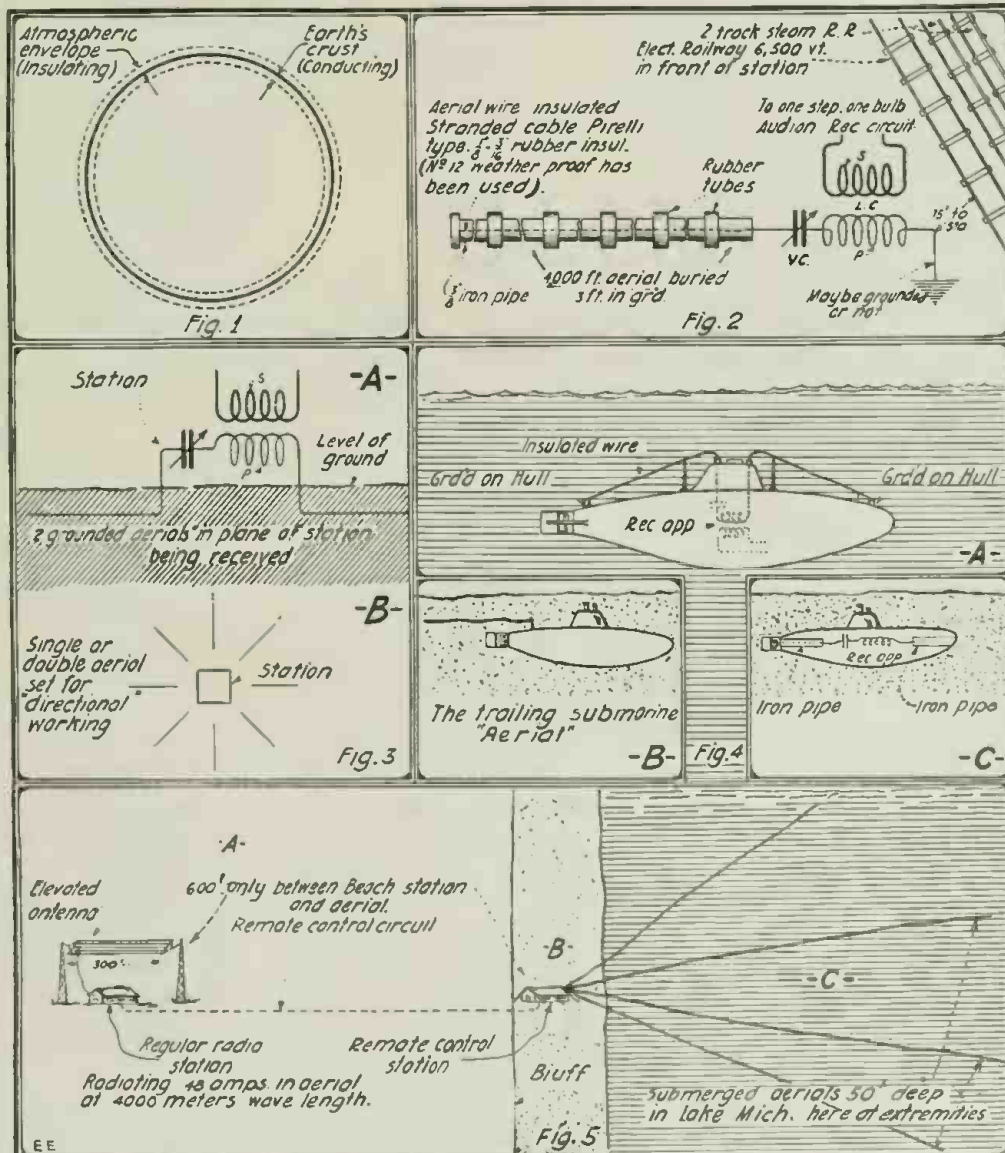 Atmospheric
envelope
(Insulating)
Earth's
crust
(Conducting)
Fig. 1
2 track steam R.R
Elect. Railway 6,500 vt.
in front of station
Aerial wire insulated
Stranded cable Pirelli
type. 5/8 - 3/16 rubber insul.
(No 12 weather proof has
been used).
Rubber
tubes
To one step, one bulb
Audion Rec circuit
S
L.C
P
V.C.
15' to
sta
3/8 iron pipe
4000 ft. aerial buried
3 ft. in gr'd.
Maybe grounded
or not
Fig. 2
Station
-A-
S
P
Level of
ground
2 grounded aerials in plane of station
being received
-B-
Single or
double aerial
set for
"directional"
working
Station
Fig. 3
Insulated wire
Grd'd on Hull
Grd'd on Hull
Rec app
-A-
The trailing submarine
"Aerial"
-B-
Fig. 4
Rec app
Iron pipe
Iron pipe
-C-
-A-
Elevated
antenna
600' only between Beach station
and aerial.
Remote control circuit
300'
Regular radio
station
Remote control
station
Radiating 48 amps. in aerial
at 4000 meters wave length.
-B-
Bluff
-C-
Submerged aerials 50' deep
in Lake Mich. here at extremities
Fig. 5
EE